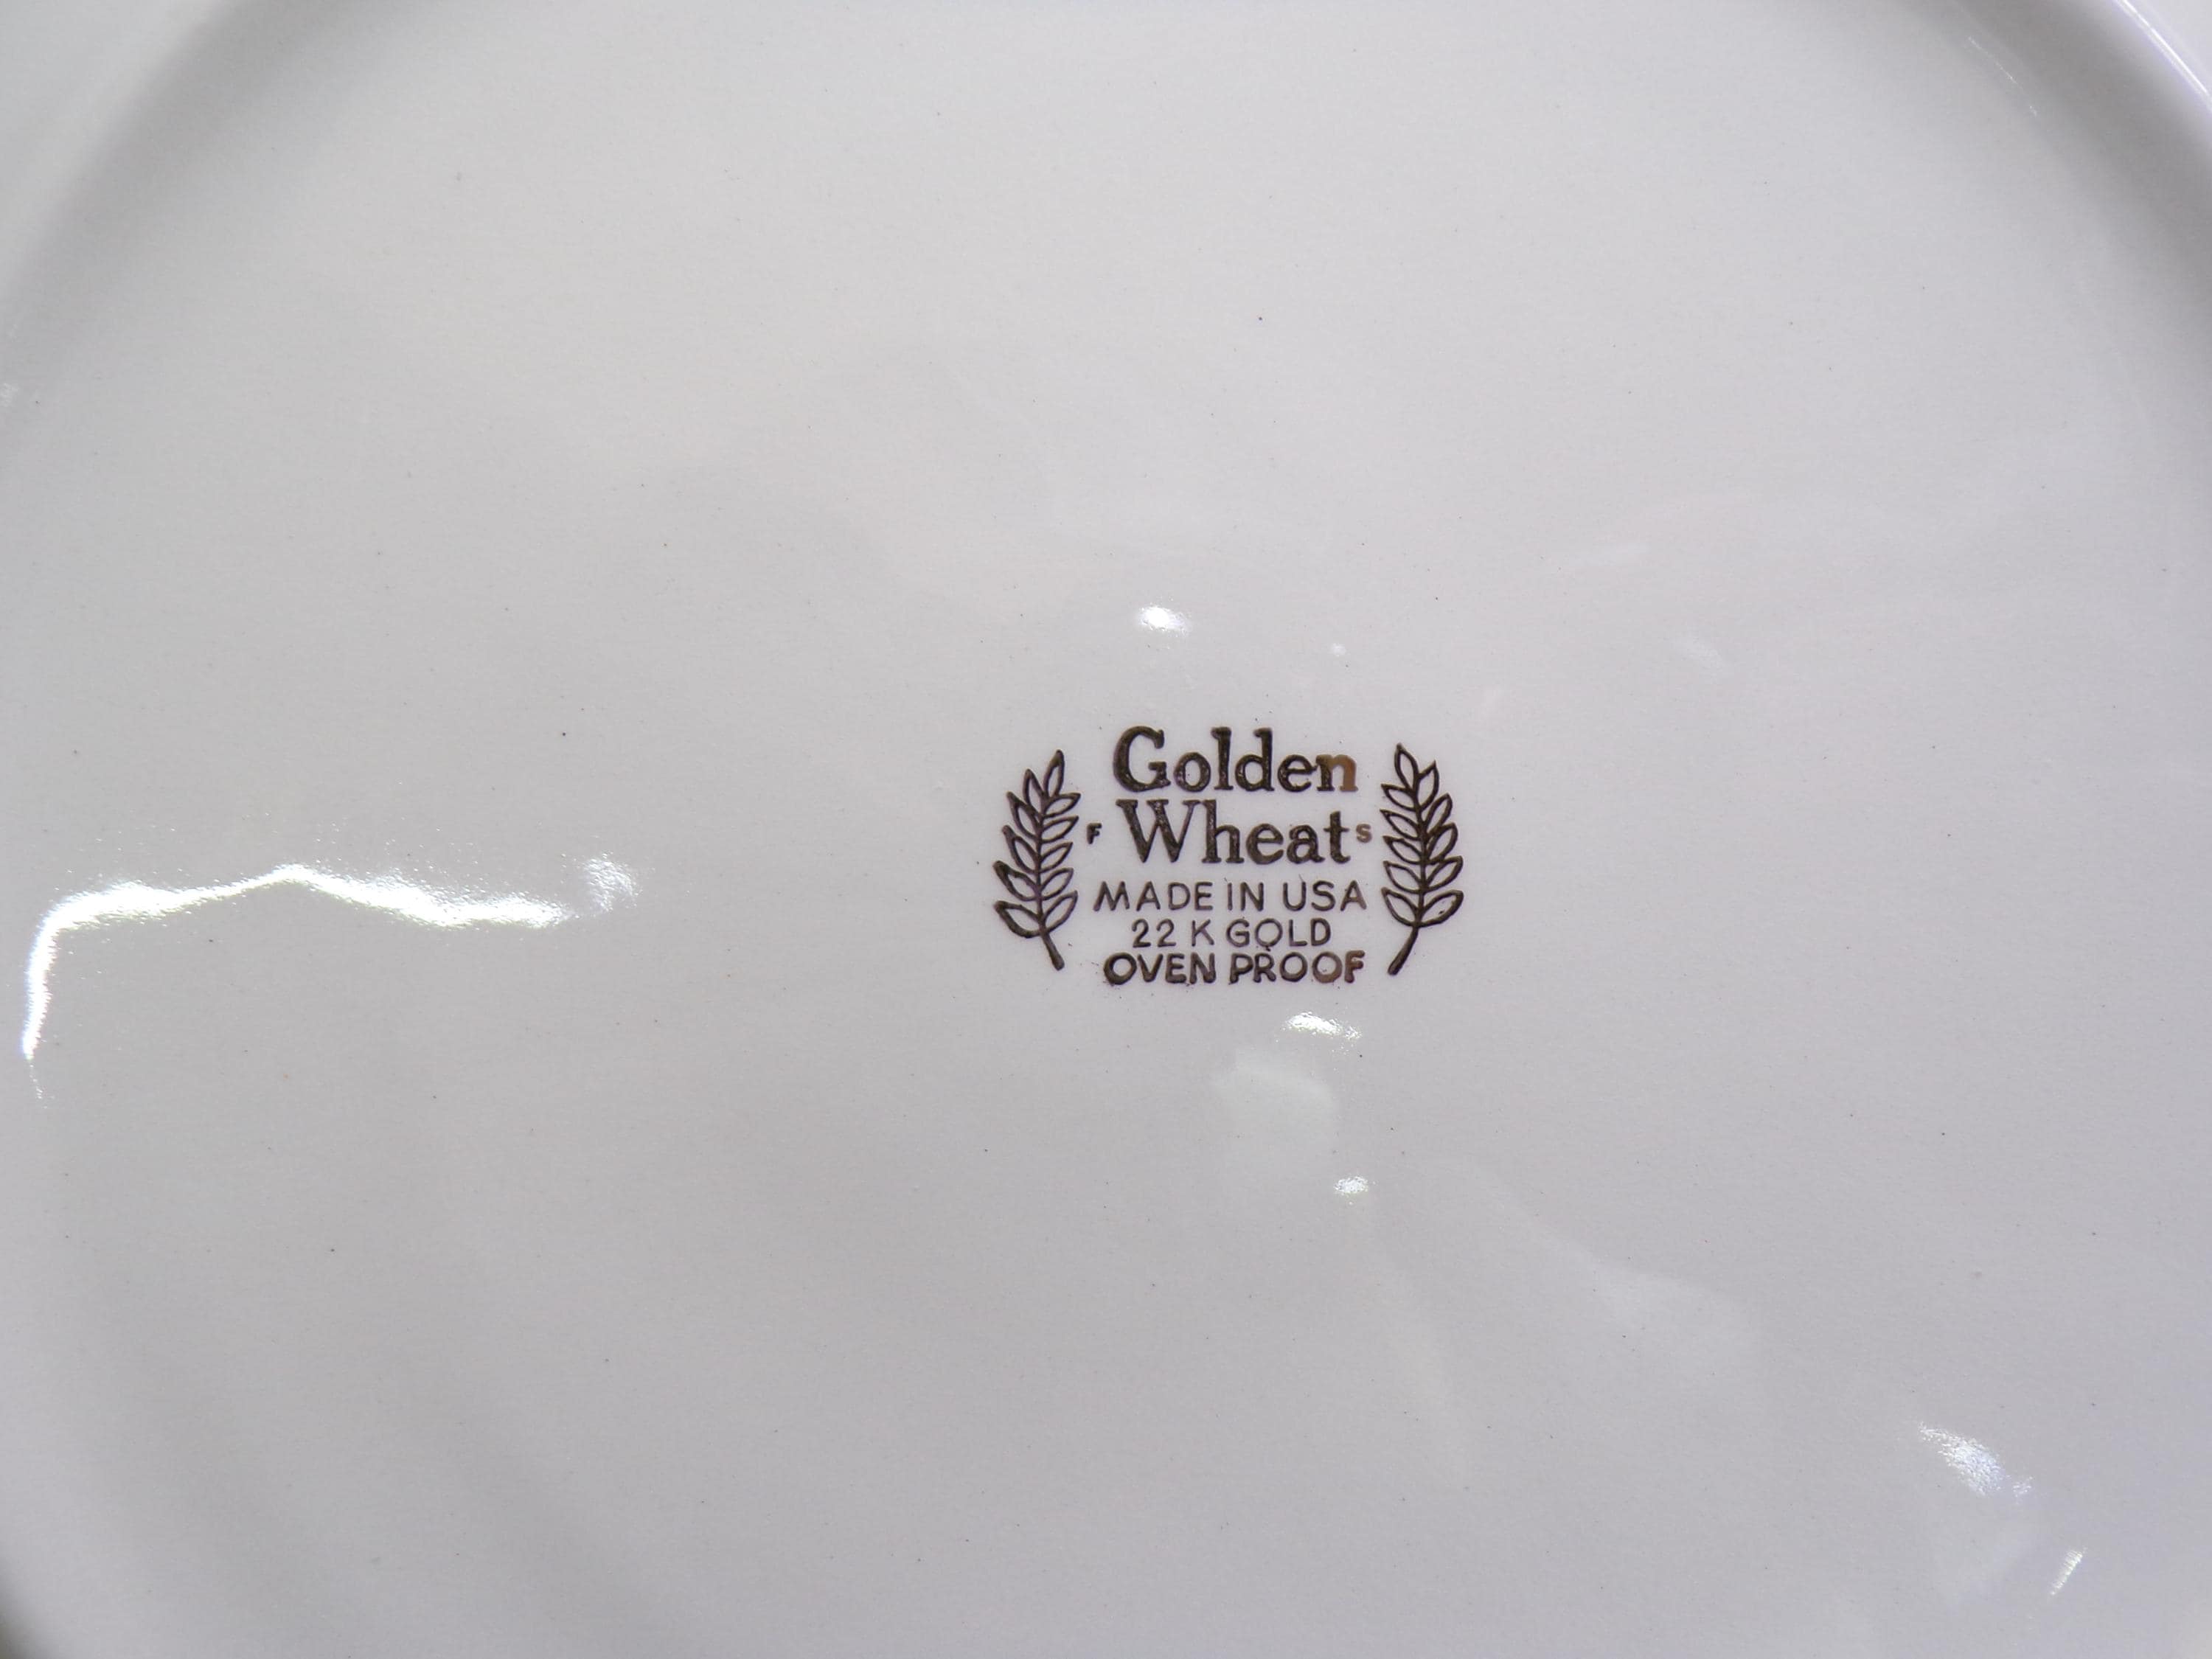 Golden
F Wheat S
MADE IN USA
22 K GOLD
OVEN PROOF